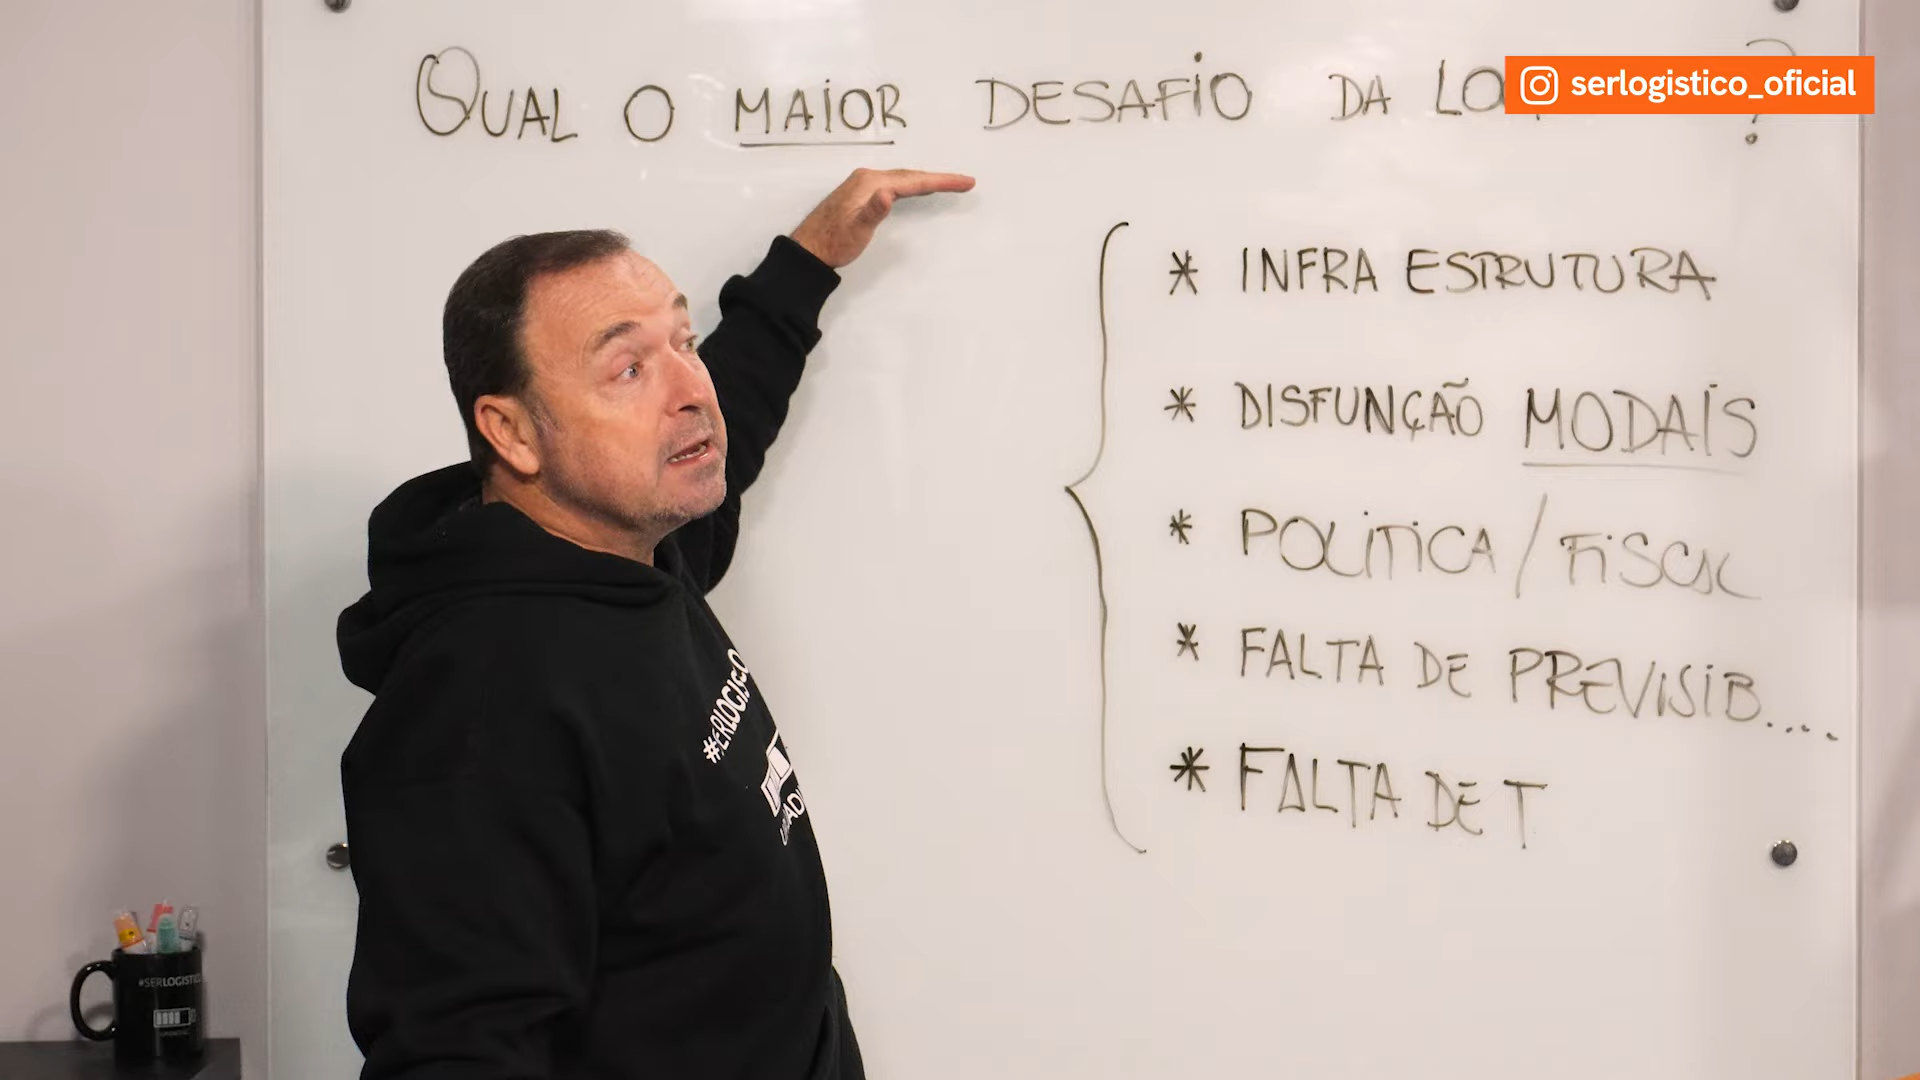 QUAL O MAIOR DESAFIO DA LO ?
serlogistico_oficial
* INFRA ESTRUTURA
* DISFUNÇÃO MODAIS
* POLITICA / FISCAL
* FALTA DE PREVISIB....
* FALTA DE T
#SERLOGISTICO